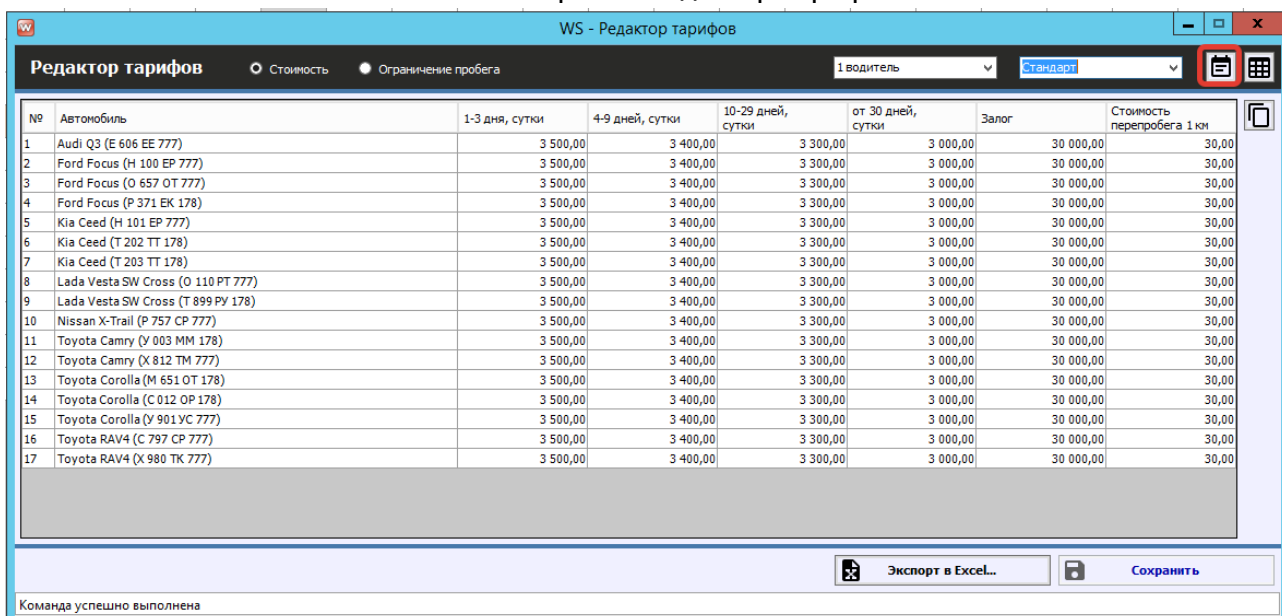 WS - Редактор тарифов
Редактор тарифов Стоимость Ограничение пробега 1 водитель Стандарт
№ Автомобиль 1-3 дня, сутки 4-9 дней, сутки 10-29 дней, сутки от 30 дней, сутки Залог Стоимость перепробега 1 км
1 Audi Q3 (Е 606 ЕЕ 777) 3 500,00 3 400,00 3 300,00 3 000,00 30 000,00 30,00
2 Ford Focus (Н 100 ЕР 777) 3 500,00 3 400,00 3 300,00 3 000,00 30 000,00 30,00
3 Ford Focus (О 657 ОТ 777) 3 500,00 3 400,00 3 300,00 3 000,00 30 000,00 30,00
4 Ford Focus (Р 371 ЕК 178) 3 500,00 3 400,00 3 300,00 3 000,00 30 000,00 30,00
5 Kia Ceed (Н 101 ЕР 777) 3 500,00 3 400,00 3 300,00 3 000,00 30 000,00 30,00
6 Kia Ceed (Т 202 ТТ 178) 3 500,00 3 400,00 3 300,00 3 000,00 30 000,00 30,00
7 Kia Ceed (Т 203 ТТ 178) 3 500,00 3 400,00 3 300,00 3 000,00 30 000,00 30,00
8 Lada Vesta SW Cross (О 110 РТ 777) 3 500,00 3 400,00 3 300,00 3 000,00 30 000,00 30,00
9 Lada Vesta SW Cross (Т 899 РУ 178) 3 500,00 3 400,00 3 300,00 3 000,00 30 000,00 30,00
10 Nissan X-Trail (Р 757 СР 777) 3 500,00 3 400,00 3 300,00 3 000,00 30 000,00 30,00
11 Toyota Camry (У 003 ММ 178) 3 500,00 3 400,00 3 300,00 3 000,00 30 000,00 30,00
12 Toyota Camry (Х 812 ТМ 777) 3 500,00 3 400,00 3 300,00 3 000,00 30 000,00 30,00
13 Toyota Corolla (М 651 ОТ 178) 3 500,00 3 400,00 3 300,00 3 000,00 30 000,00 30,00
14 Toyota Corolla (С 012 ОР 178) 3 500,00 3 400,00 3 300,00 3 000,00 30 000,00 30,00
15 Toyota Corolla (У 901 УС 777) 3 500,00 3 400,00 3 300,00 3 000,00 30 000,00 30,00
16 Toyota RAV4 (С 797 СР 777) 3 500,00 3 400,00 3 300,00 3 000,00 30 000,00 30,00
17 Toyota RAV4 (Х 980 ТК 777) 3 500,00 3 400,00 3 300,00 3 000,00 30 000,00 30,00
Экспорт в Excel... Сохранить
Команда успешно выполнена